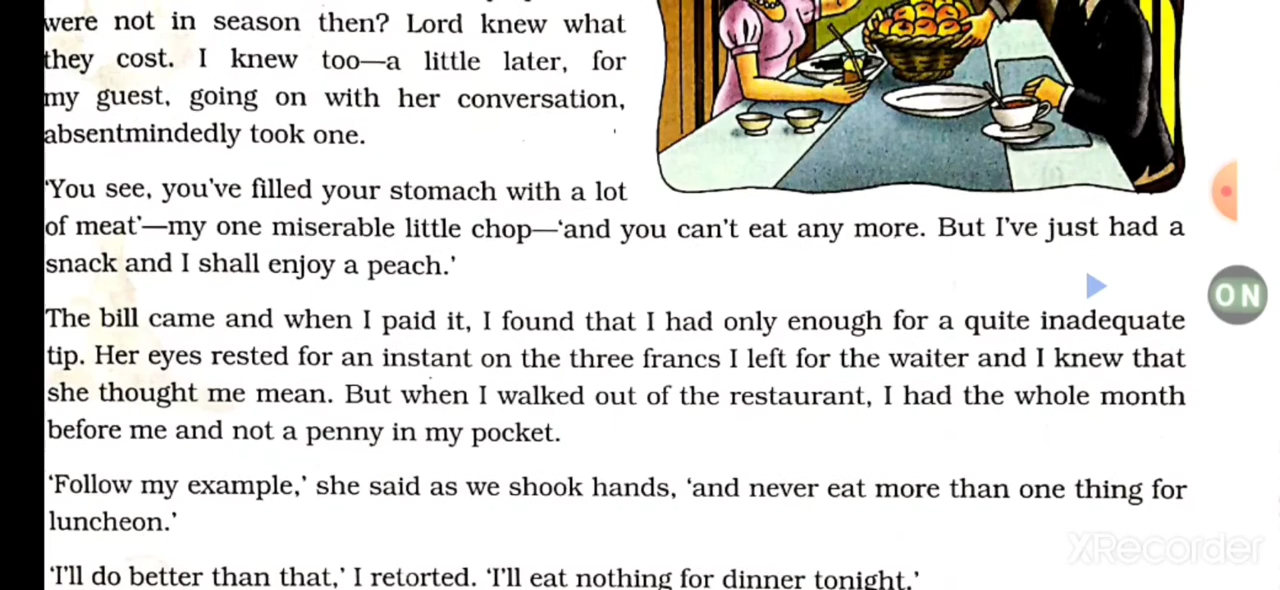 were not in season then? Lord knew what
they cost. I knew too—a little later, for
my guest, going on with her conversation,
absentmindedly took one.
‘You see, you’ve filled your stomach with a lot
of meat’—my one miserable little chop—‘and you can’t eat any more. But I’ve just had a
snack and I shall enjoy a peach.’
The bill came and when I paid it, I found that I had only enough for a quite inadequate
tip. Her eyes rested for an instant on the three francs I left for the waiter and I knew that
she thought me mean. But when I walked out of the restaurant, I had the whole month
before me and not a penny in my pocket.
‘Follow my example,’ she said as we shook hands, ‘and never eat more than one thing for
luncheon.’
‘I’ll do better than that,’ I retorted. ‘I’ll eat nothing for dinner tonight.’
ON
XRecorder